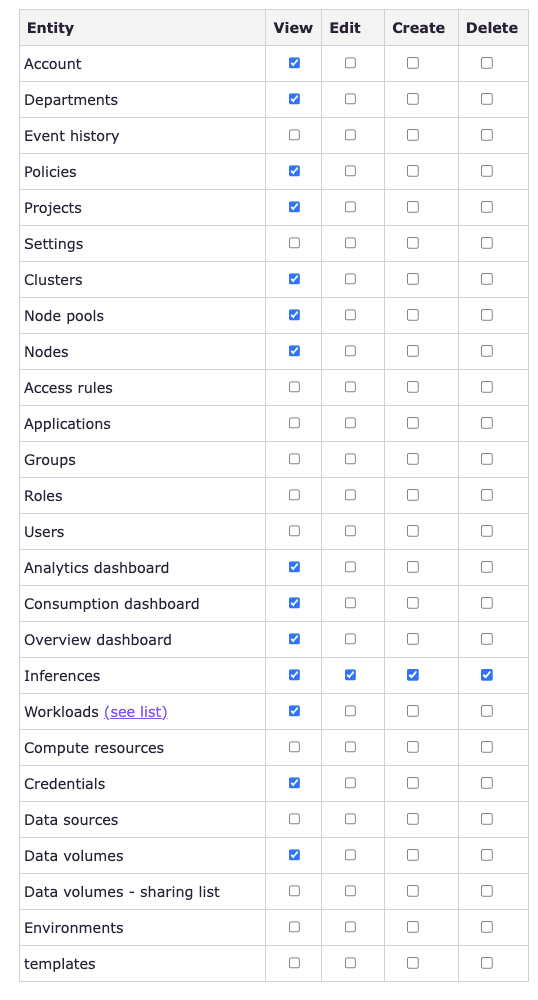 Entity View Edit Create Delete
Account
Departments
Event history
Policies
Projects
Settings
Clusters
Node pools
Nodes
Access rules
Applications
Groups
Roles
Users
Analytics dashboard
Consumption dashboard
Overview dashboard
Inferences
Workloads (see list)
Compute resources
Credentials
Data sources
Data volumes
Data volumes - sharing list
Environments
templates